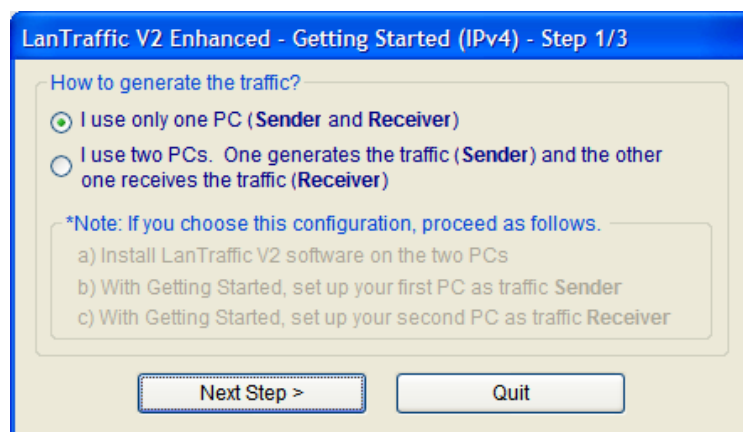 LanTraffic V2 Enhanced - Getting Started (IPv4) - Step 1/3
How to generate the traffic?
I use only one PC (Sender and Receiver)
I use two PCs. One generates the traffic (Sender) and the other
one receives the traffic (Receiver)
*Note: If you choose this configuration, proceed as follows.
a) Install LanTraffic V2 software on the two PCs
b) With Getting Started, set up your first PC as traffic Sender
c) With Getting Started, set up your second PC as traffic Receiver
Next Step >
Quit